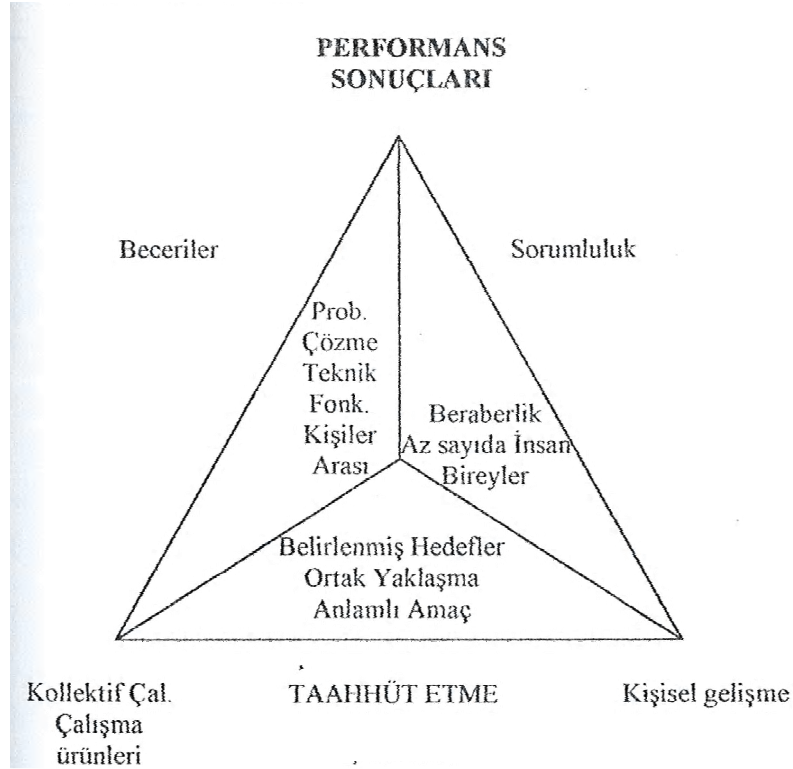 PERFORMANS
SONUÇLARI
Beceriler
Sorumluluk
Prob.
Çözme
Teknik
Fonk.
Kişiler
Arası
Beraberlik
Az sayıda İnsan
Bireyler
Belirlenmiş Hedefler
Ortak Yaklaşma
Anlamlı Amaç
Kollektif Çal.
Çalışma
ürünleri
TAAHHÜT ETME
Kişisel gelişme